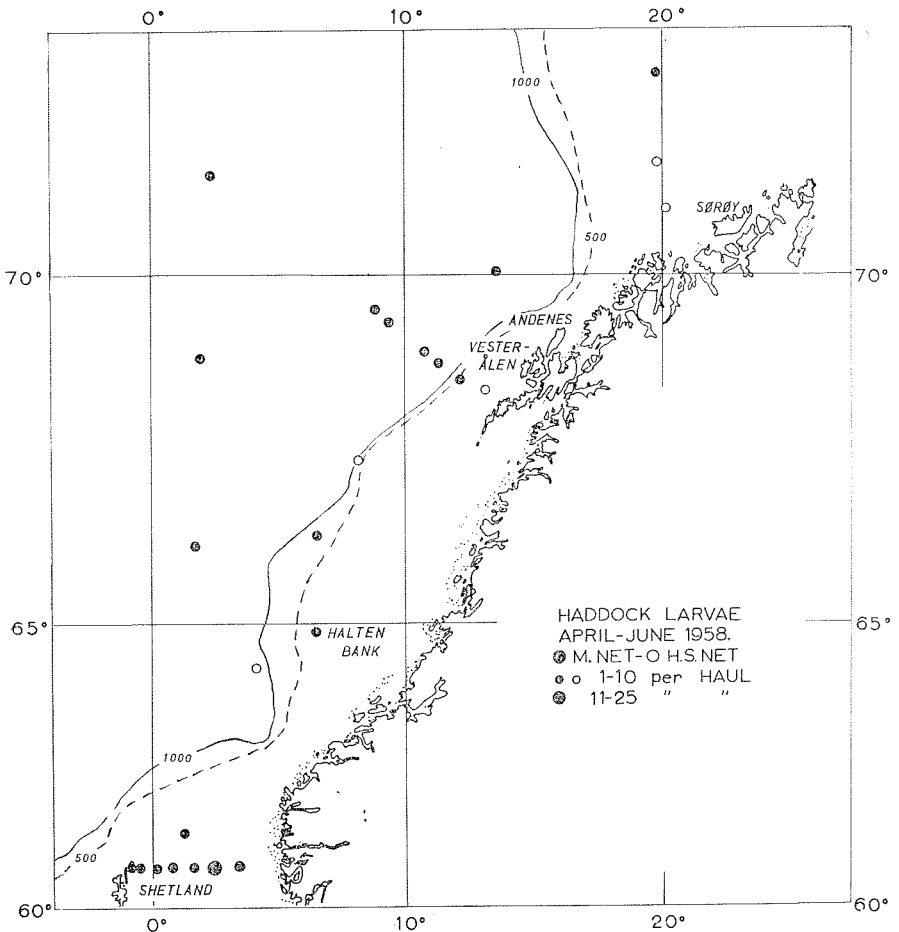 0° 10° 20°
1000
SØRØY
500
70° 70°
ANDENES
VESTER-
ÅLEN
HADDOCK LARVAE
APRIL-JUNE 1958.
M. NET-O H.S. NET
1-10 per HAUL
11-25 " "
65° 65°
HALTEN
BANK
1000
500
SHETLAND
60° 60°
0° 10° 20°